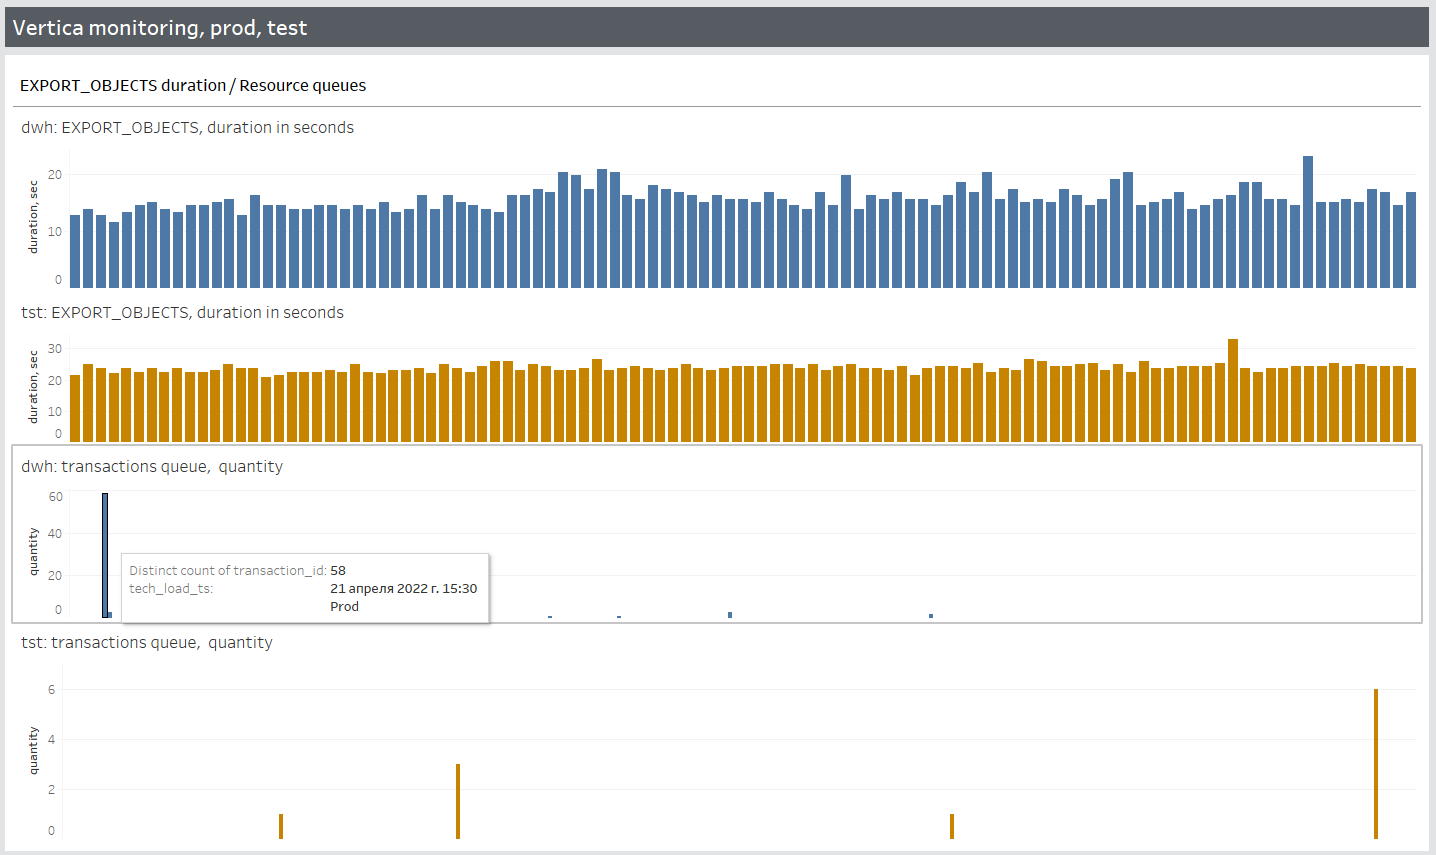 Vertica monitoring, prod, test
EXPORT_OBJECTS duration / Resource queues
dwh: EXPORT_OBJECTS, duration in seconds
duration, sec
20
10
0
tst: EXPORT_OBJECTS, duration in seconds
duration, sec
30
20
10
0
dwh: transactions queue, quantity
quantity
60
40
20
0
Distinct count of transaction_id: 58
tech_load_ts: 21 апреля 2022 г. 15:30
Prod
tst: transactions queue, quantity
quantity
6
4
2
0